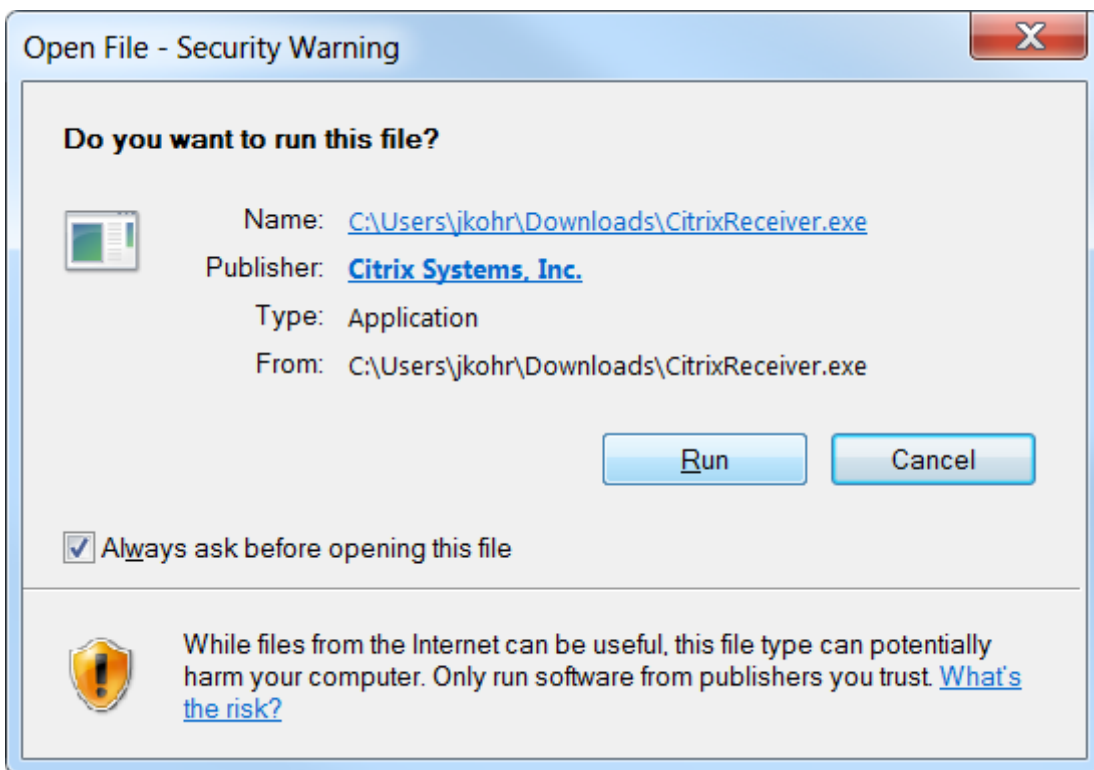 Open File - Security Warning
Do you want to run this file?
Name: C:\Users\jkohr\Downloads\CitrixReceiver.exe
Publisher: Citrix Systems, Inc.
Type: Application
From: C:\Users\jkohr\Downloads\CitrixReceiver.exe
Run Cancel
Always ask before opening this file
While files from the Internet can be useful, this file type can potentially
harm your computer. Only run software from publishers you trust. What's
the risk?